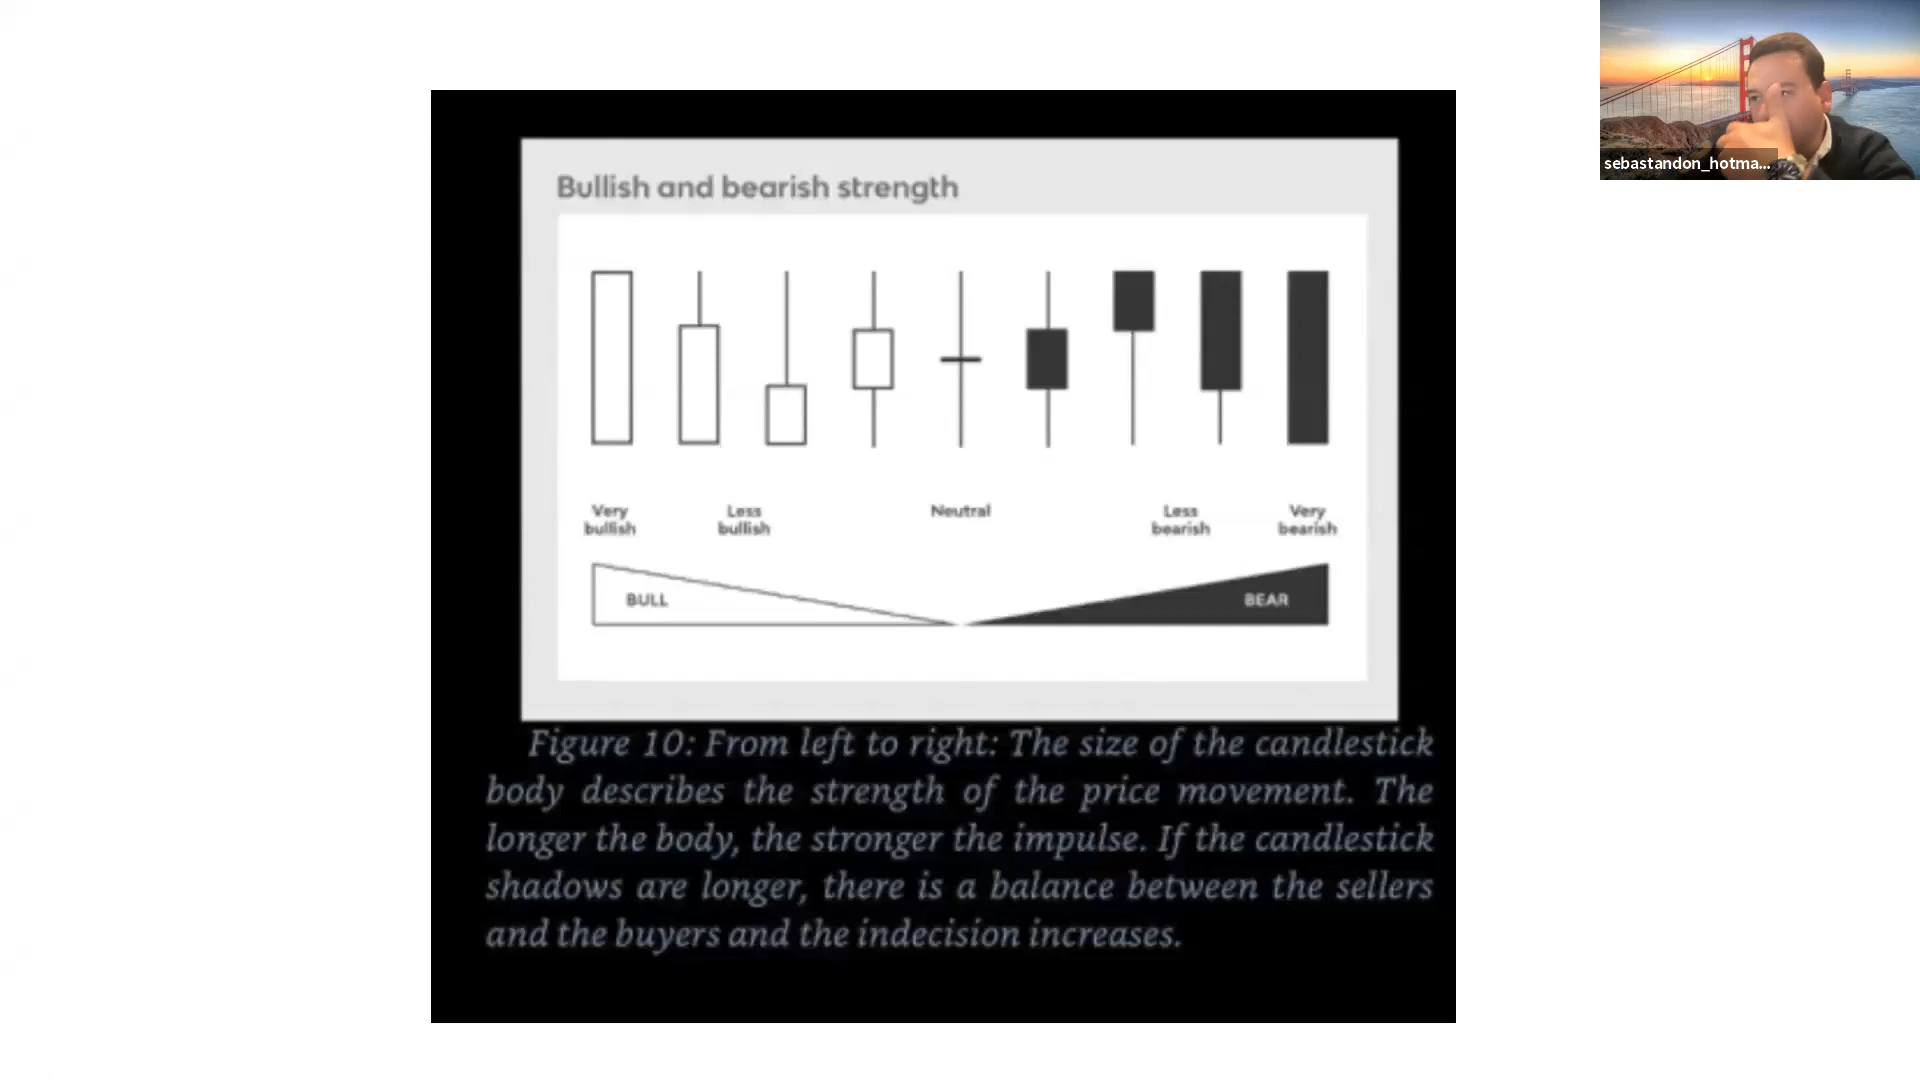 sebastandon_hotma...
Bullish and bearish strength
Very
bullish
Less
bullish
Neutral
Less
bearish
Very
bearish
BULL
BEAR
Figure 10: From left to right: The size of the candlestick
body describes the strength of the price movement. The
longer the body, the stronger the impulse. If the candlestick
shadows are longer, there is a balance between the sellers
and the buyers and the indecision increases.